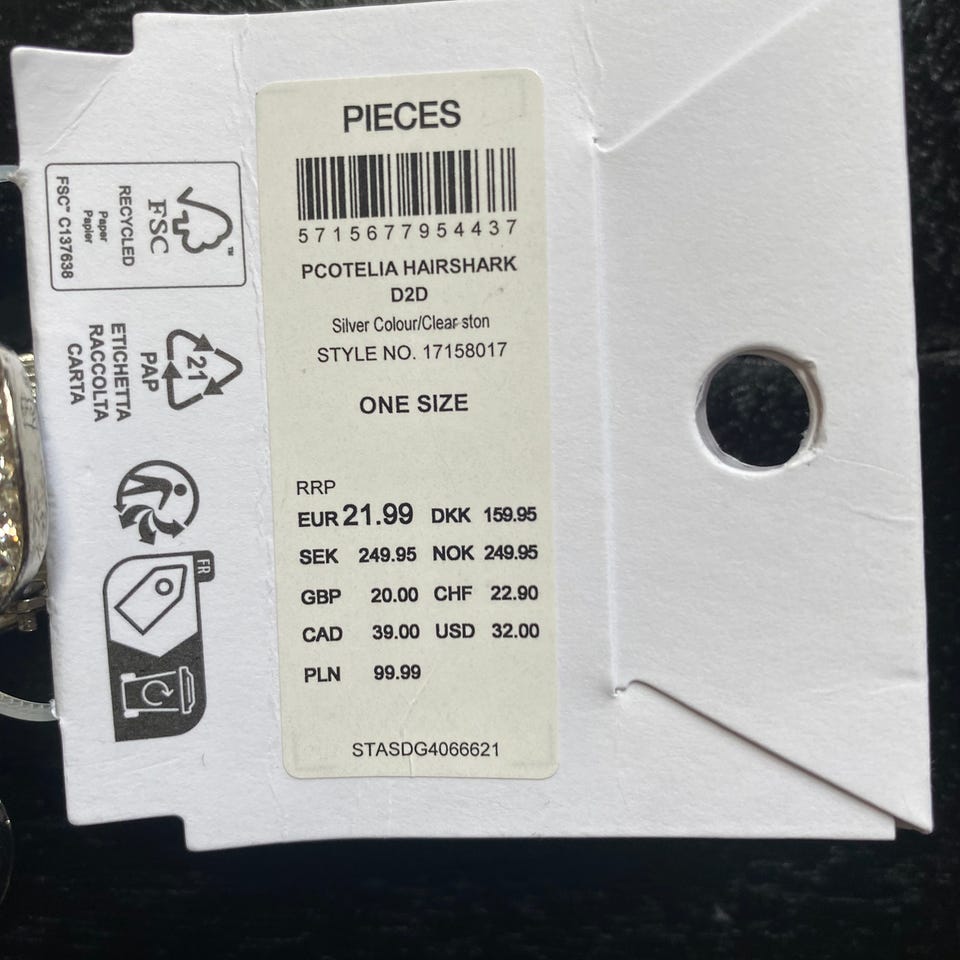 PIECES
5715677954437
PCOTELIA HAIRSHARK
D2D
Silver Colour/Clear ston
STYLE NO. 17158017
ONE SIZE
RRP
EUR 21.99 DKK 159.95
SEK 249.95 NOK 249.95
GBP 20.00 CHF 22.90
CAD 39.00 USD 32.00
PLN 99.99
STASDG4066621
FSC
RECYCLED
Paper
Papier
FSC™ C137638
21
PAP
ETICHETTA
RACCOLTA
CARTA
FR